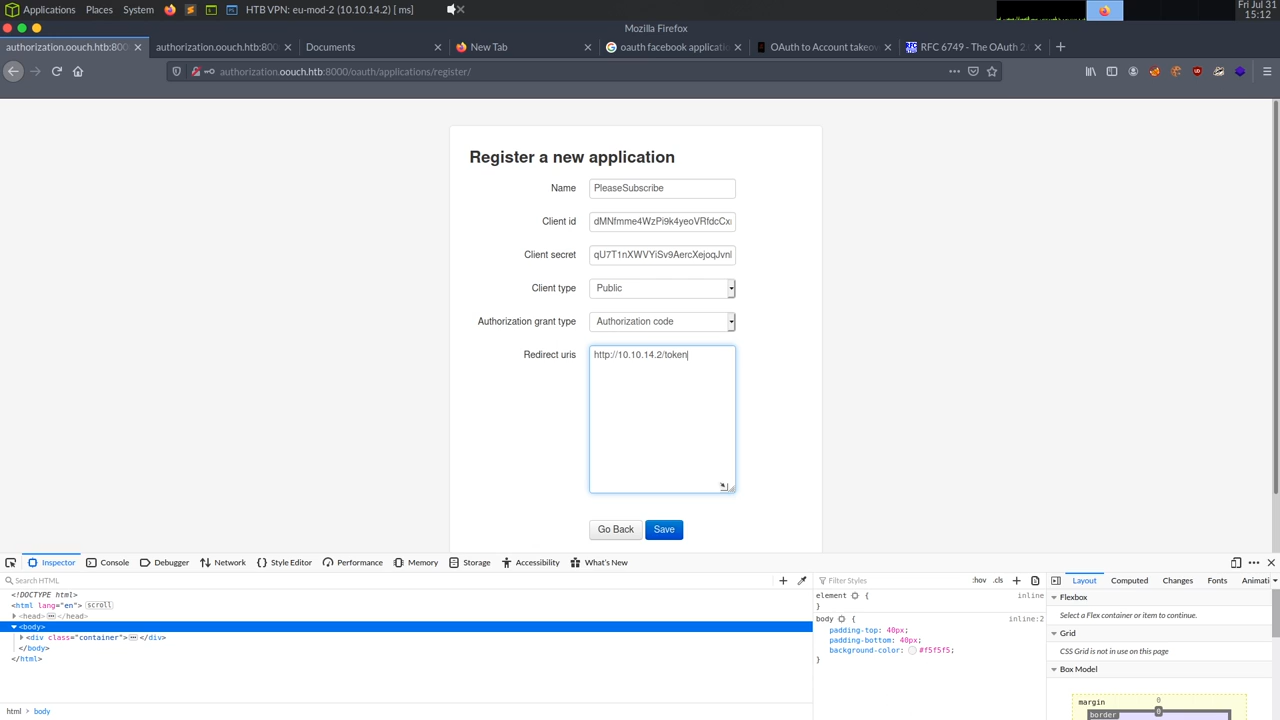 Applications Places System HTB VPN: eu-mod-2 (10.10.14.2) [ms] Fri Jul 31
15:12
Mozilla Firefox
authorization.oouch.htb:800 authorization.oouch.htb:800 Documents New Tab oauth facebook applicati OAuth to Account takeov RFC 6749 - The OAuth 2.
authorization.oouch.htb:8000/oauth/applications/register/
Register a new application
Name PleaseSubscribe
Client id
Client secret
Client type Public
Authorization grant type Authorization code
Redirect uris http://10.10.14.2/token
Go Back Save
Inspector Console Debugger Network Style Editor Performance Memory Storage Accessibility What's New
Search HTML Filter Styles :hov .cls Layout Computed Changes Fonts Animati
<!DOCTYPE html>
<html lang="en"> scroll
<head> </head>
<body>
<div class="container"> </div>
</body>
</html>
element { inline
}
body { inline:2
padding-top: 40px;
padding-bottom: 40px;
background-color: #f5f5f5;
}
Flexbox
Select a Flex container or item to continue.
Grid
CSS Grid is not in use on this page
Box Model
margin 0
border 0
html > body